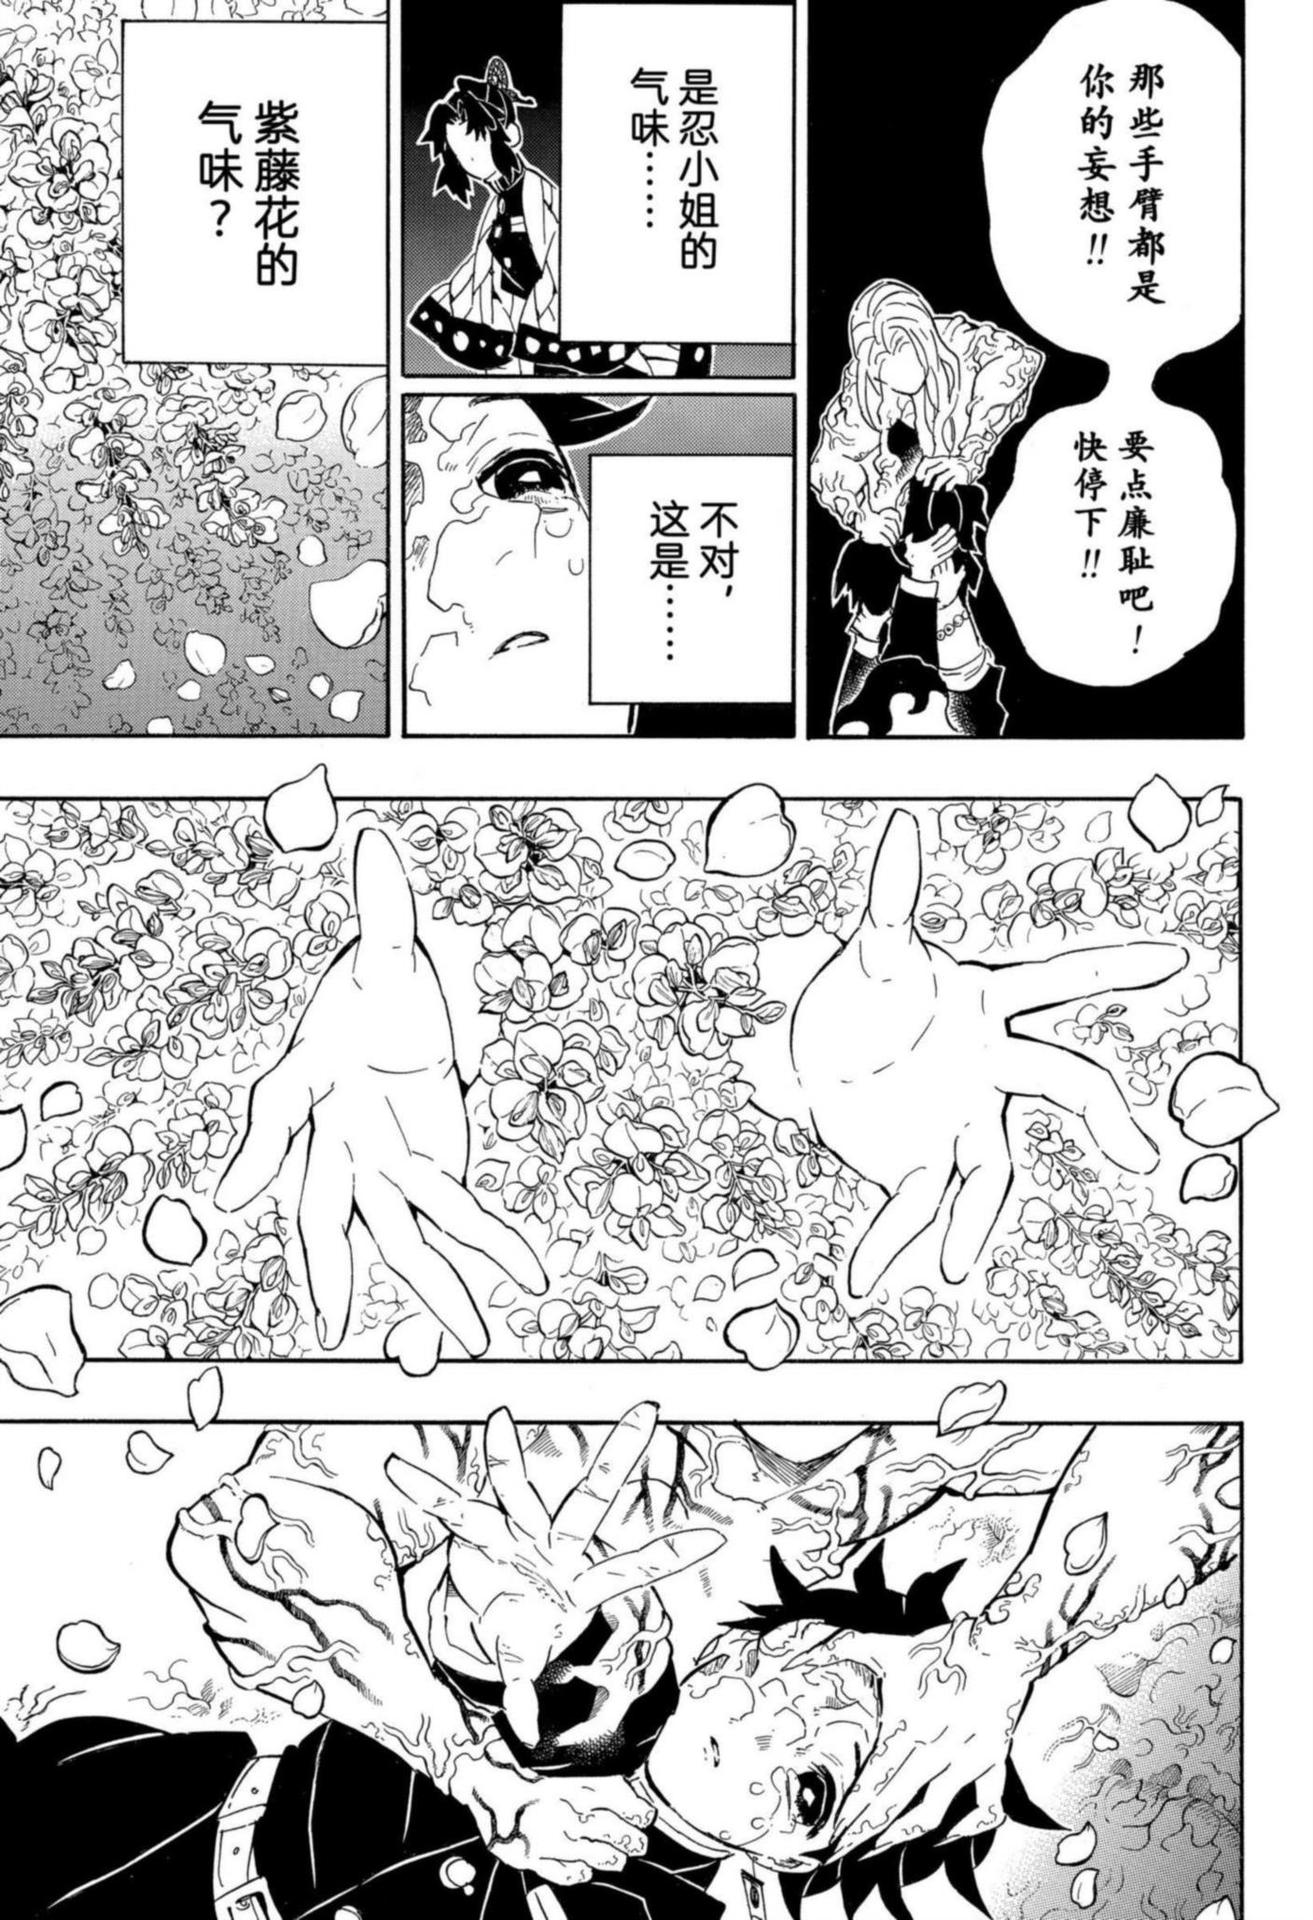 那些手臂都是
你的妄想!!
要点廉耻吧!
快停下!!
是忍小姐的
气味……
不对，
这是……
紫藤花的
气味？